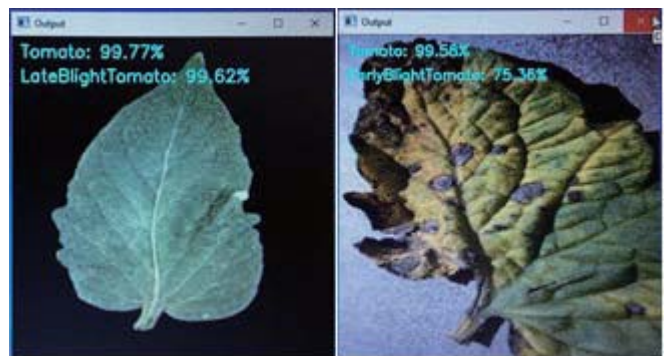 Output
Tomato: 99.77%
LateBlightTomato: 99.62%
Output
Tomato: 99.58%
EarlyBlightTomato: 75.36%